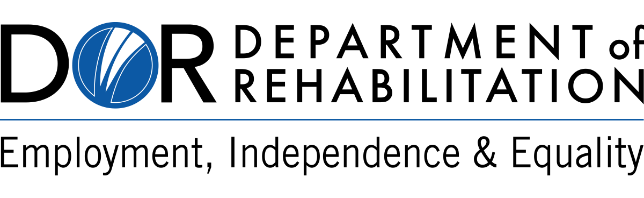 DOR DEPARTMENT of
REHABILITATION
Employment, Independence & Equality